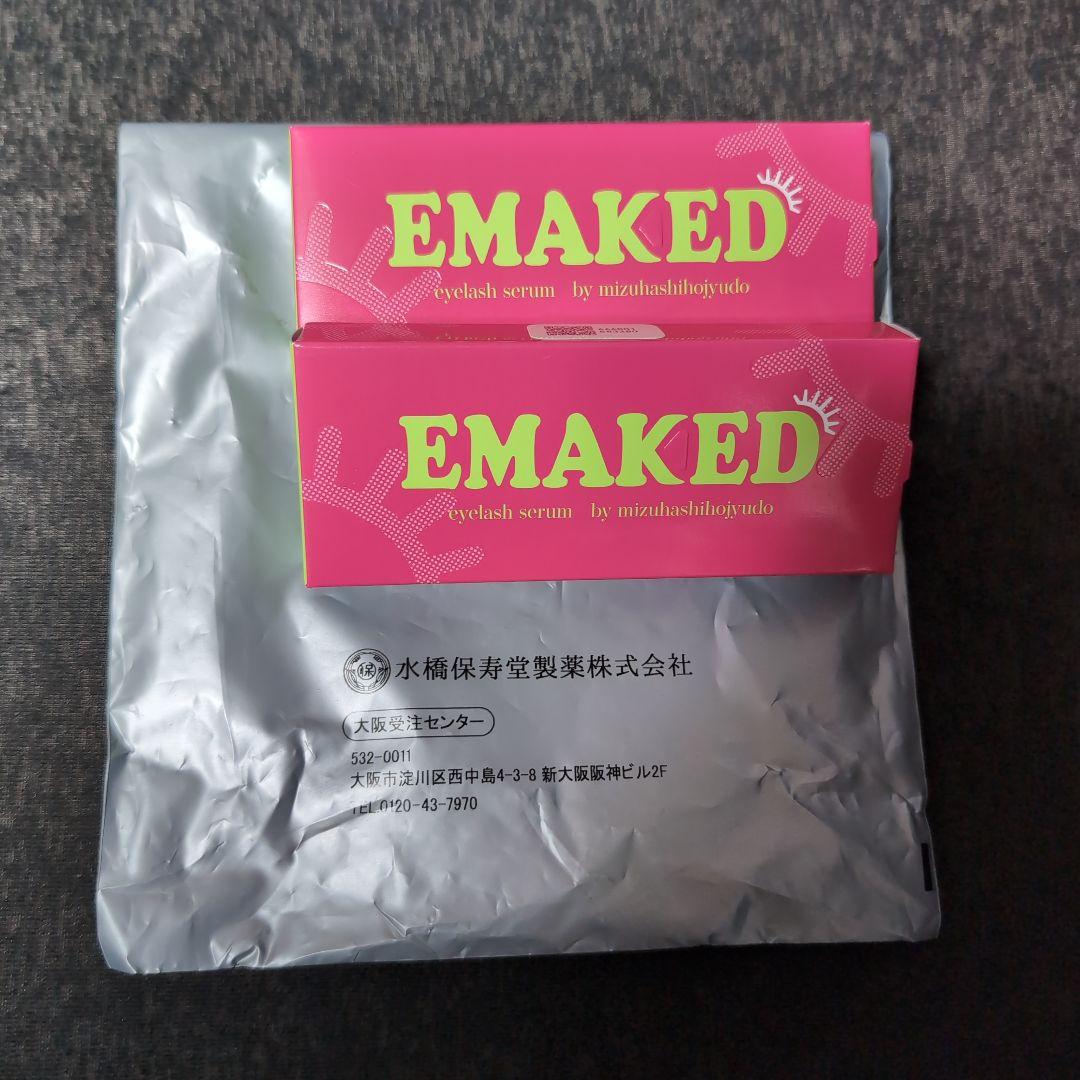 EMAKED
eyelash serum by mizuhashihojyudo
EMAKED
eyelash serum by mizuhashihojyudo
保 水橋保寿堂製薬株式会社
大阪受注センター
532-0011
大阪市淀川区西中島4-3-8 新大阪阪神ビル2F
TEL.0120-43-7970